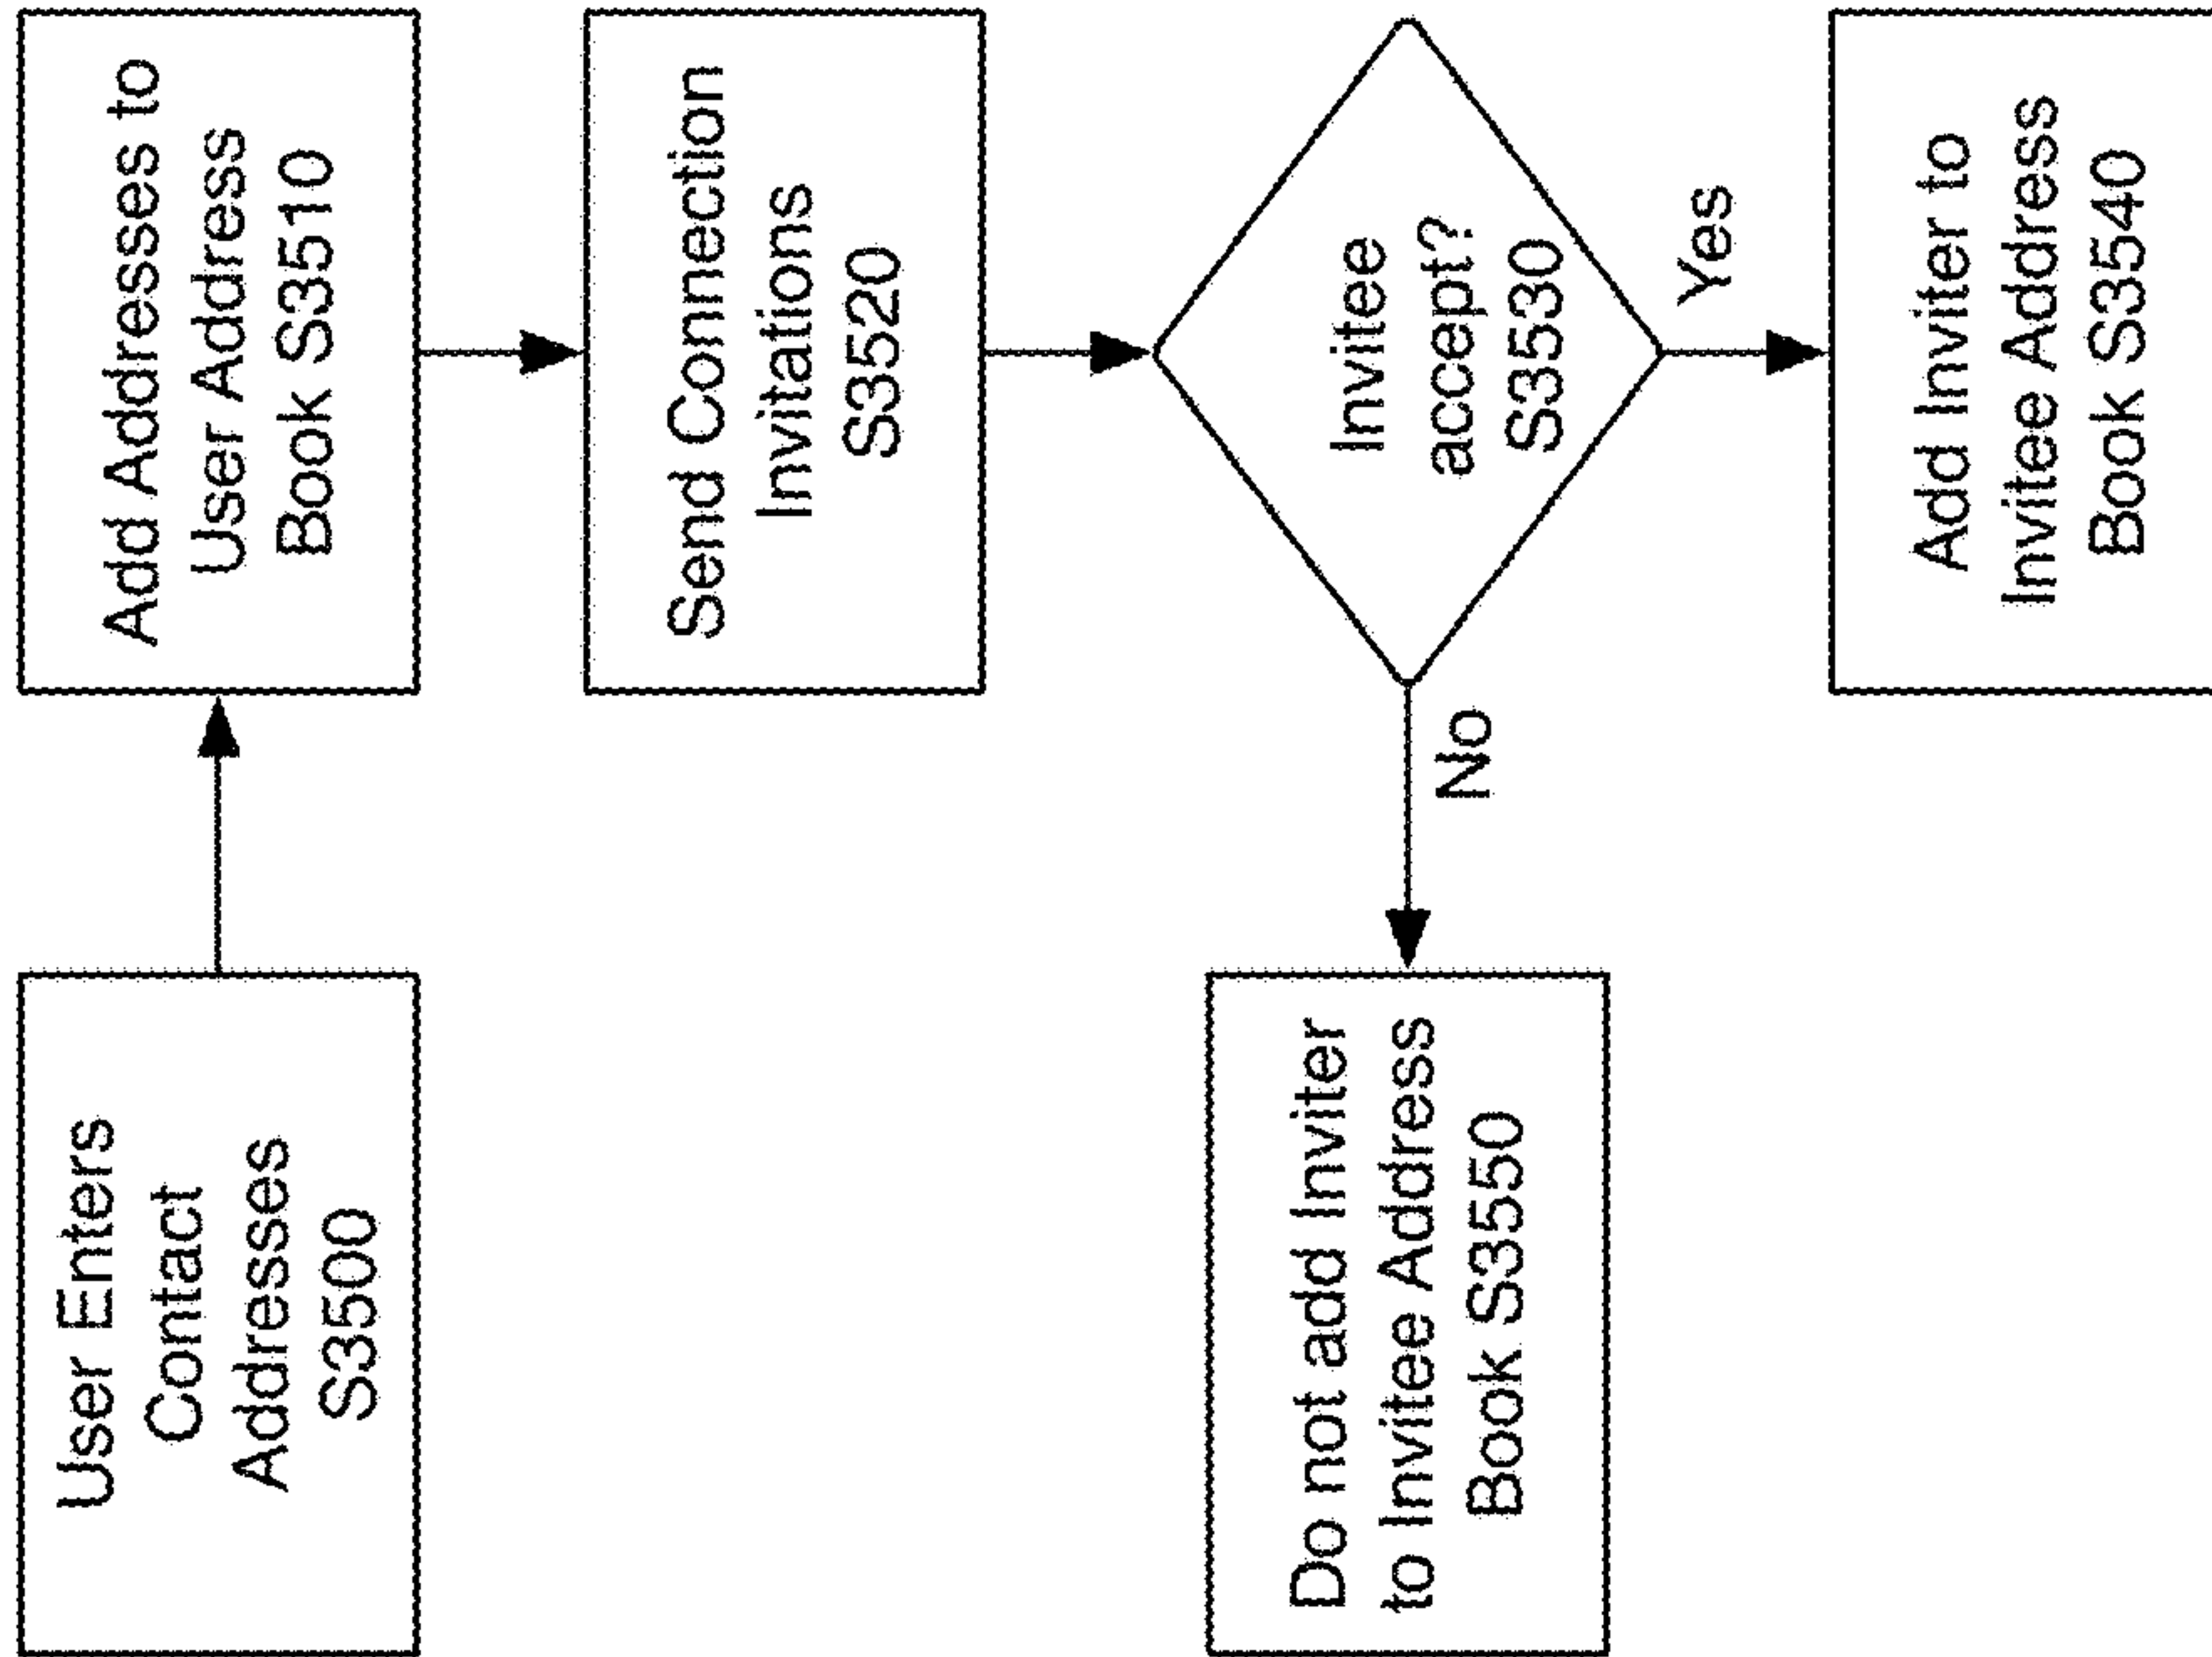 User Enters
Contact
Addresses
S3500
Add Addresses to
User Address
Book S3510
Send Connection
Invitations
S3520
Invitee
accept?
S3530
No
Yes
Do not add Inviter
to Invitee Address
Book S3550
Add Inviter to
Invitee Address
Book S3540